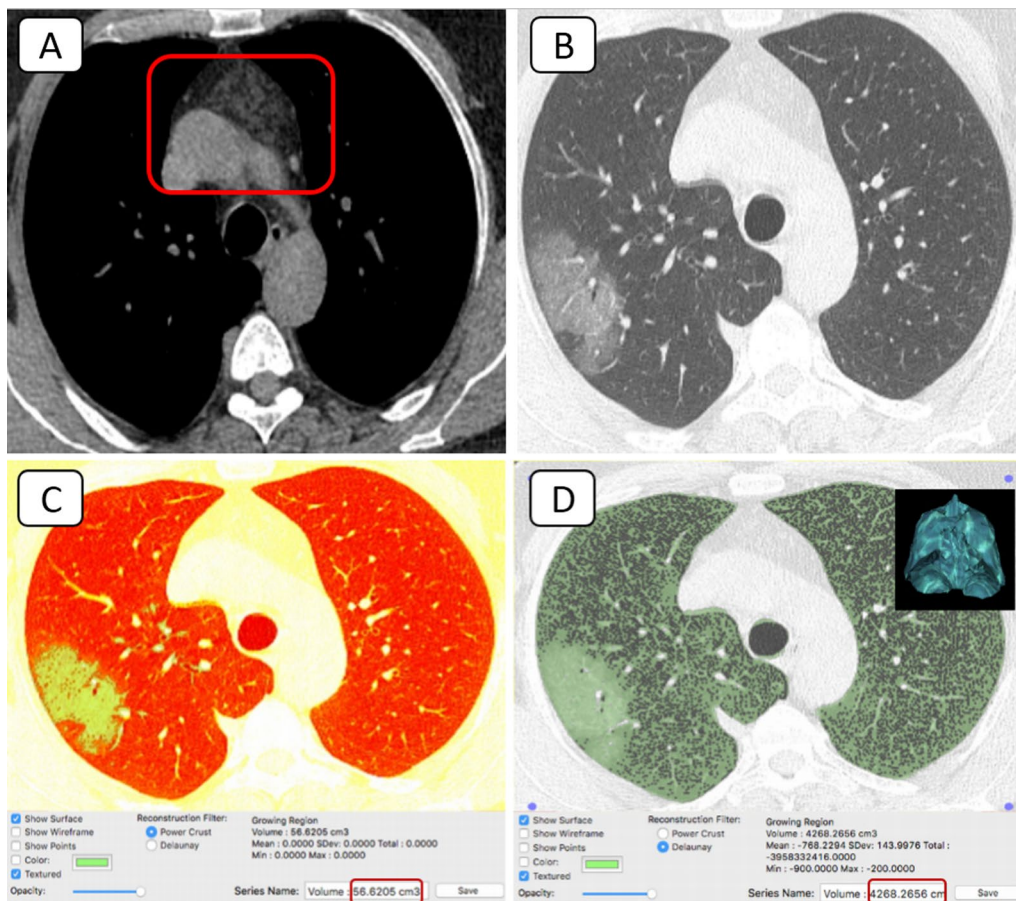 A
B
C
D
Show Surface
Show Wireframe
Show Points
Color:
Textured
Opacity:
Reconstruction Filter:
Power Crust
Delaunay
Growing Region
Volume : 56.6205 cm3
Mean : 0.0000 SDev: 0.0000 Total : 0.0000
Min : 0.0000 Max : 0.0000
Series Name:
Volume : 56.6205 cm3
Save
Show Surface
Show Wireframe
Show Points
Color:
Textured
Opacity:
Reconstruction Filter:
Power Crust
Delaunay
Growing Region
Volume : 4268.2656 cm3
Mean : -768.2294 SDev: 143.9976 Total :
-3958332416.0000
Min : -900.0000 Max : -200.0000
Series Name:
Volume : 4268.2656 cm
Save